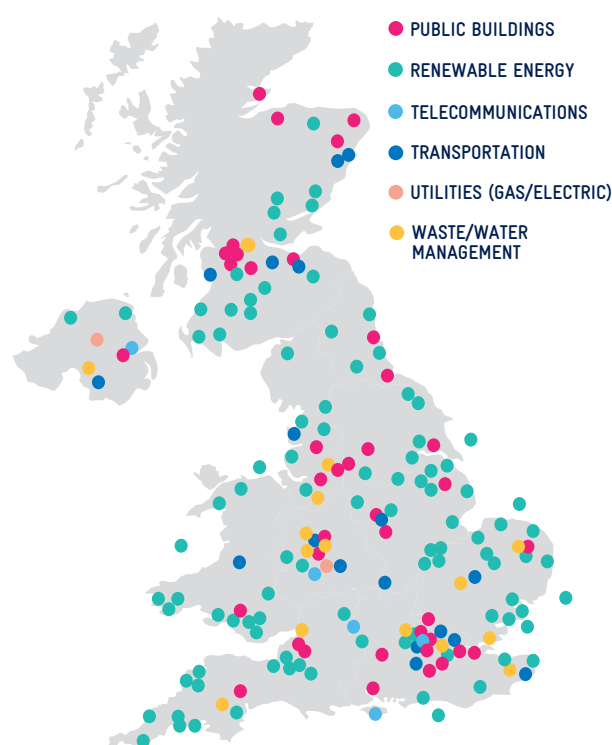 PUBLIC BUILDINGS
RENEWABLE ENERGY
TELECOMMUNICATIONS
TRANSPORTATION
UTILITIES (GAS/ELECTRIC)
WASTE/WATER
MANAGEMENT